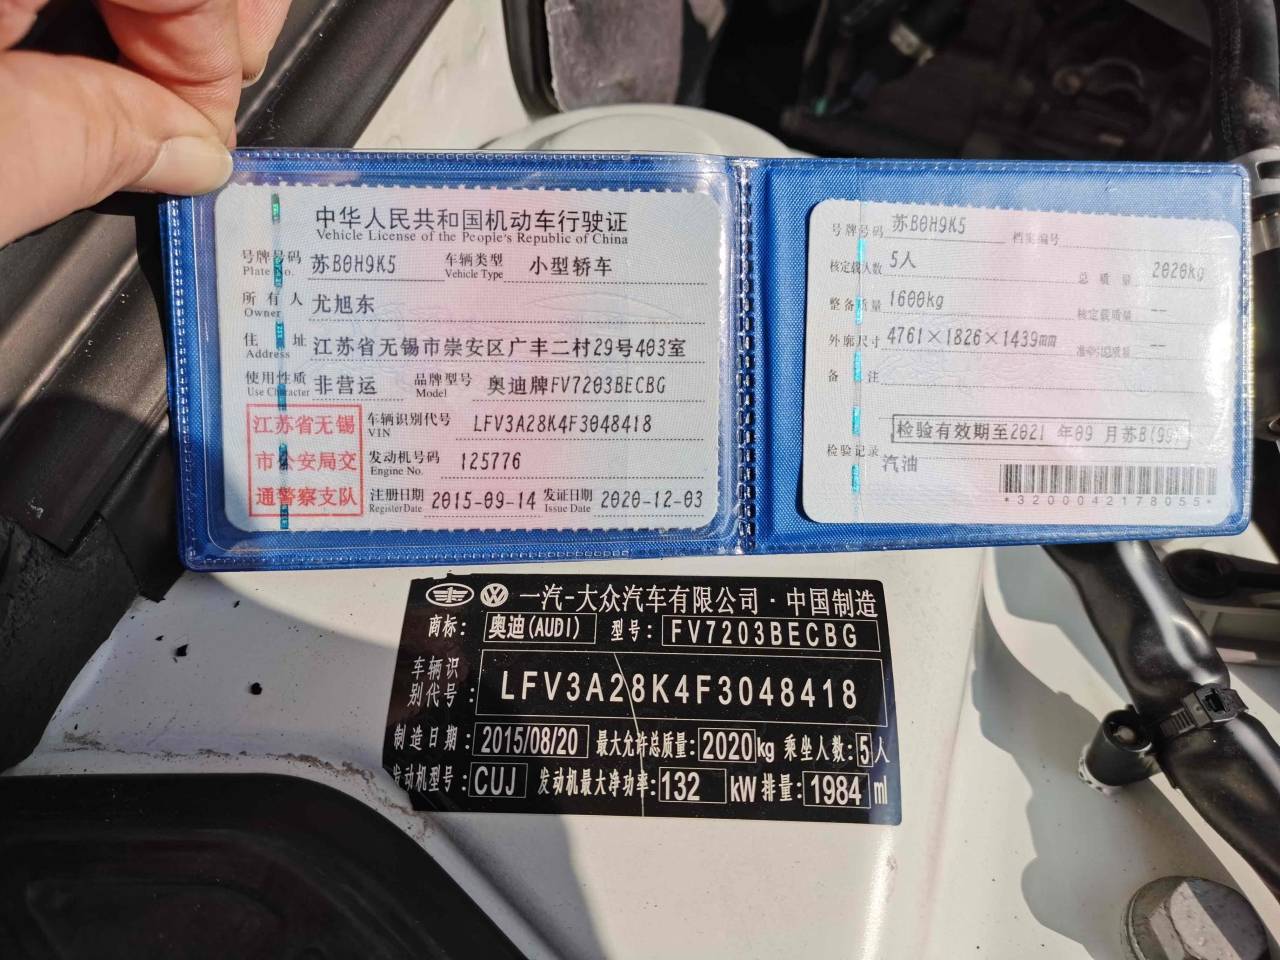 中华人民共和国机动车行驶证
Vehicle License of the People's Republic of China
号牌号码 苏B0H9K5 车辆类型 小型轿车
Plate No. Vehicle Type
所有人 尤旭东
Owner
住址 江苏省无锡市崇安区广丰二村29号403室
Address
使用性质 非营运 品牌型号 奥迪牌FV7203BECBG
Use Character Model
江苏省无锡
市公安局交
通警察支队
车辆识别代号 LFV3A28K4F3048418
VIN
发动机号码 125776
Engine No.
注册日期 2015-09-14 发证日期 2020-12-03
Register Date Issue Date
号牌号码 苏B0H9K5 档案编号
核定载人数 5人 总质量 2020kg
整备质量 1600kg 核定载质量 --
外廓尺寸 4761×1826×1439mm 准牵引总质量 --
备注
检验记录 检验有效期至2021年09月苏B(99)
汽油
*3200042178055*
一汽-大众汽车有限公司·中国制造
商标: 奥迪(AUDI) 型号: FV7203BECBG
车辆识
别代号: LFV3A28K4F3048418
制造日期: 2015/08/20 最大允许总质量: 2020kg 乘坐人数: 5人
发动机型号: CUJ 发动机最大净功率: 132 kW 排量: 1984 ml